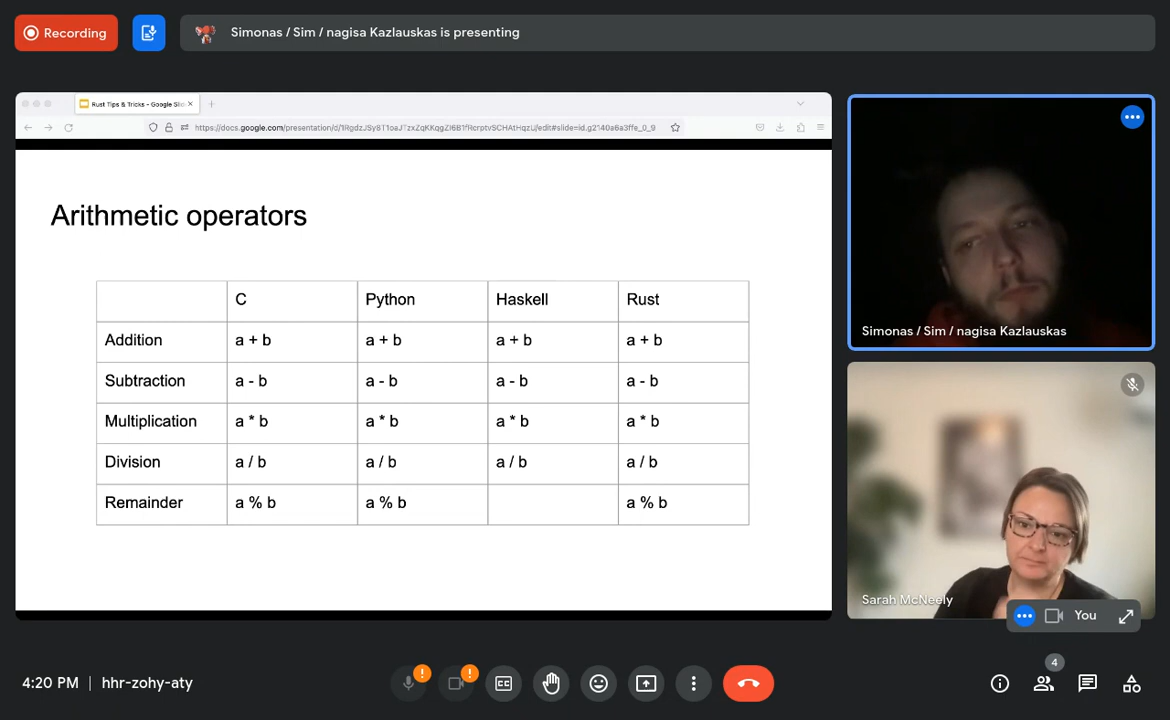 Recording
Simonas / Sim / nagisa Kazlauskas is presenting
Rust Tips & Tricks - Google
Arithmetic operators
C Python Haskell Rust
Addition a + b a + b a + b a + b
Subtraction a - b a - b a - b a - b
Multiplication a * b a * b a * b a * b
Division a / b a / b a / b a / b
Remainder a % b a % b a % b
Simonas / Sim / nagisa Kazlauskas
Sarah McNeely
You
4:20 PM | hhr-zohy-aty
4